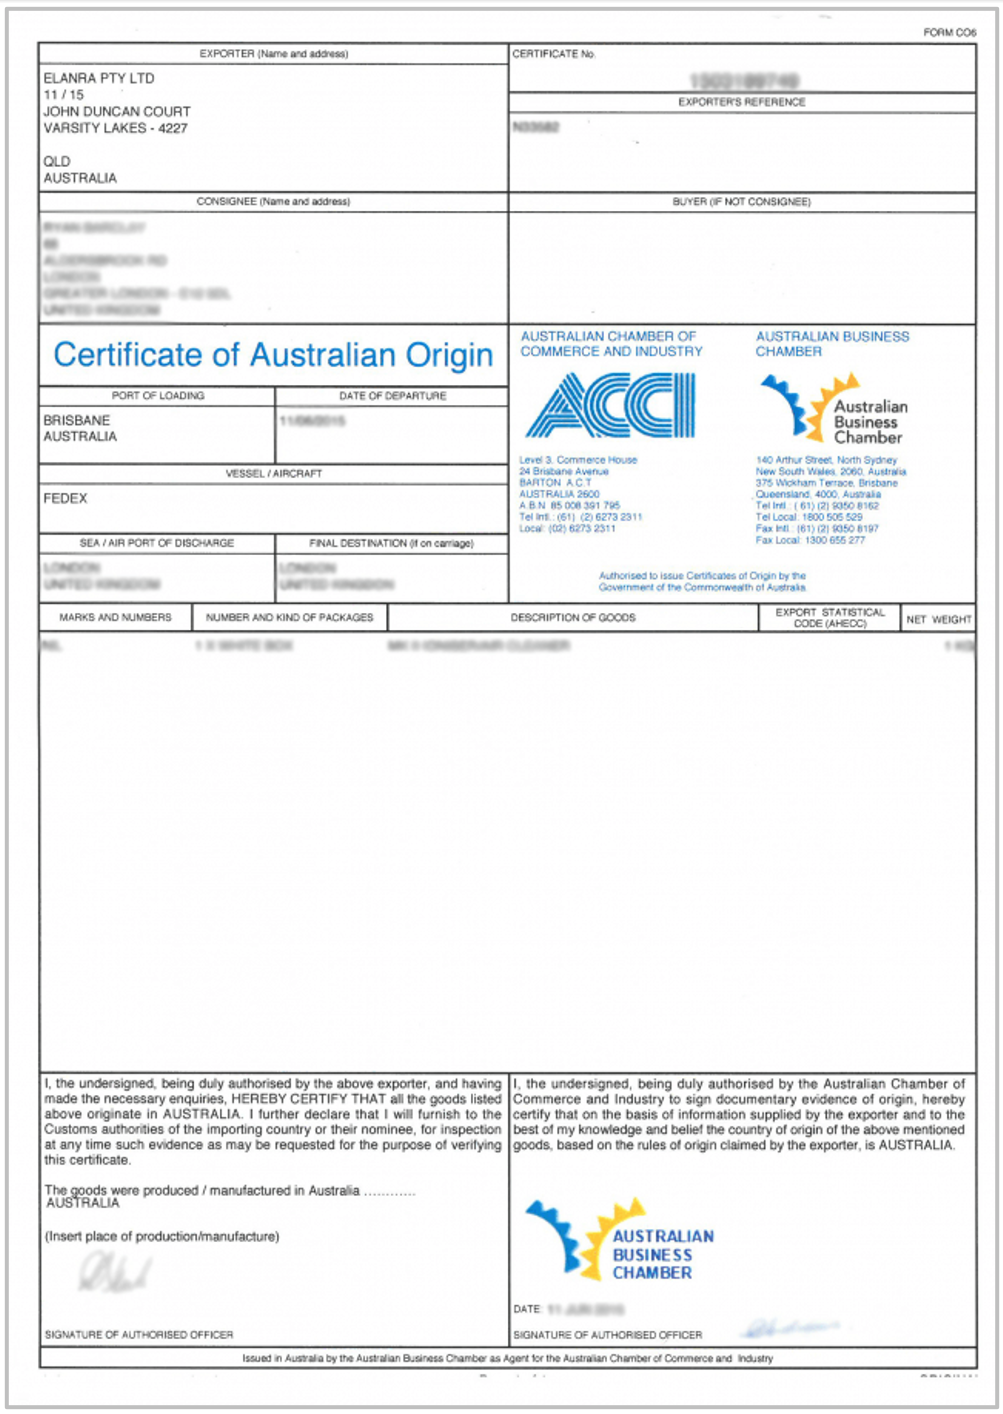 FORM CO6
EXPORTER (Name and address)
ELANRA PTY LTD
11 / 15
JOHN DUNCAN COURT
VARSITY LAKES - 4227
QLD
AUSTRALIA
CERTIFICATE No.
EXPORTER'S REFERENCE
CONSIGNEE (Name and address)
BUYER (IF NOT CONSIGNEE)
Certificate of Australian Origin
PORT OF LOADING
DATE OF DEPARTURE
BRISBANE
AUSTRALIA
VESSEL / AIRCRAFT
FEDEX
SEA / AIR PORT OF DISCHARGE
FINAL DESTINATION (if on carriage)
AUSTRALIAN CHAMBER OF
COMMERCE AND INDUSTRY
ACCI
Level 3, Commerce House
24 Brisbane Avenue
BARTON A.C.T
AUSTRALIA 2600
A.B.N 85 008 391 795
Tel Intl.: (61) (2) 6273 2311
Local: (02) 6273 2311
AUSTRALIAN BUSINESS
CHAMBER
Australian
Business
Chamber
140 Arthur Street, North Sydney
New South Wales, 2060, Australia
375 Wickham Terrace, Brisbane
Queensland, 4000, Australia
Tel Intl.: ( 61) (2) 9350 8162
Tel Local: 1800 505 529
Fax Intl.: (61) (2) 9350 8197
Fax Local: 1300 655 277
Authorised to issue Certificates of Origin by the
Government of the Commonwealth of Australia
MARKS AND NUMBERS
NUMBER AND KIND OF PACKAGES
DESCRIPTION OF GOODS
EXPORT STATISTICAL
CODE (AHECC)
NET WEIGHT
I, the undersigned, being duly authorised by the above exporter, and having
made the necessary enquiries, HEREBY CERTIFY THAT all the goods listed
above originate in AUSTRALIA. I further declare that I will furnish to the
Customs authorities of the importing country or their nominee, for inspection
at any time such evidence as may be requested for the purpose of verifying
this certificate.
The goods were produced / manufactured in Australia ............
AUSTRALIA
(Insert place of production/manufacture)
SIGNATURE OF AUTHORISED OFFICER
I, the undersigned, being duly authorised by the Australian Chamber of
Commerce and Industry to sign documentary evidence of origin, hereby
certify that on the basis of information supplied by the exporter and to the
best of my knowledge and belief the country of origin of the above mentioned
goods, based on the rules of origin claimed by the exporter, is AUSTRALIA.
AUSTRALIAN
BUSINESS
CHAMBER
DATE:
SIGNATURE OF AUTHORISED OFFICER
Issued in Australia by the Australian Business Chamber as Agent for the Australian Chamber of Commerce and Industry